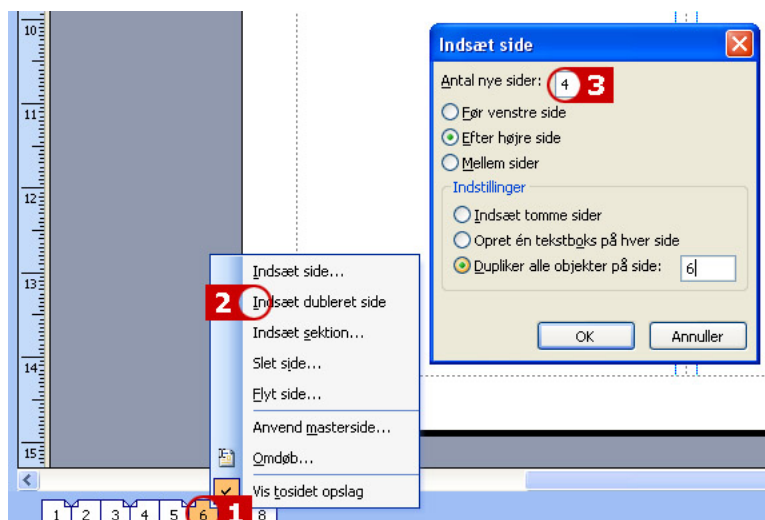 10
11
12
13
14
15
Indsæt side
Antal nye sider: 4 3
Før venstre side
Efter højre side
Mellem sider
Indstillinger
Indsæt tomme sider
Opret én tekstboks på hver side
Dupliker alle objekter på side: 6
OK Annuller
Indsæt side...
2 Indsæt dubleret side
Indsæt sektion...
Slet side...
Flyt side...
Anvend masterside...
Omdøb...
Vis tosidet opslag
1 2 3 4 5 6 1 8